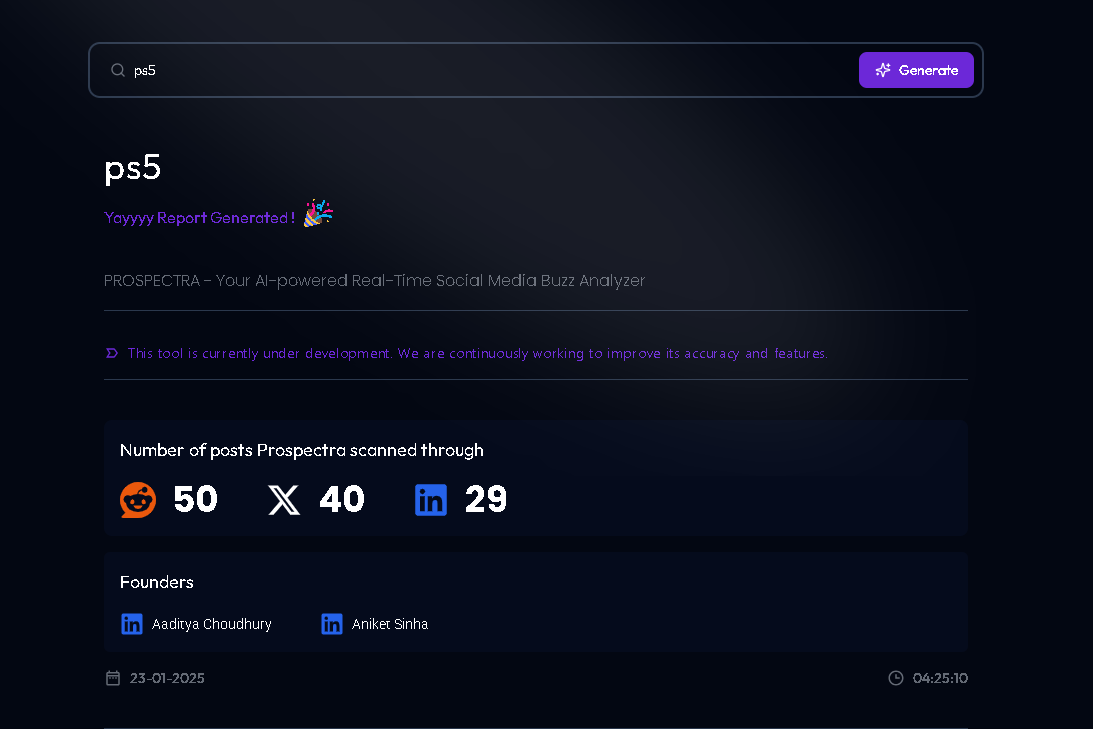 ps5
Generate
ps5
Yayyyy Report Generated !
PROSPECTRA - Your AI-powered Real-Time Social Media Buzz Analyzer
This tool is currently under development. We are continuously working to improve its accuracy and features.
Number of posts Prospectra scanned through
50 40 29
Founders
Aaditya Choudhury Aniket Sinha
23-01-2025 04:25:10